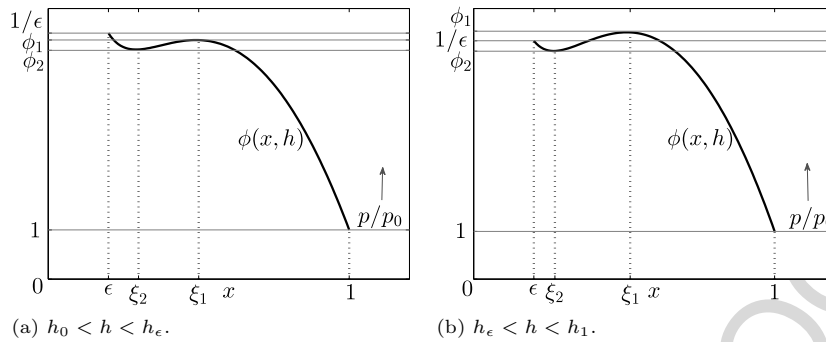 1/ϵ
ϕ₁
ϕ₂
ϕ(x, h)
p/p₀
1
0
ϵ
ξ₂
ξ₁
x
1
(a) h₀ < h < hϵ.
ϕ₁
1/ϵ
ϕ₂
ϕ(x, h)
p/p
1
0
ϵ
ξ₂
ξ₁
x
1
(b) hϵ < h < h₁.